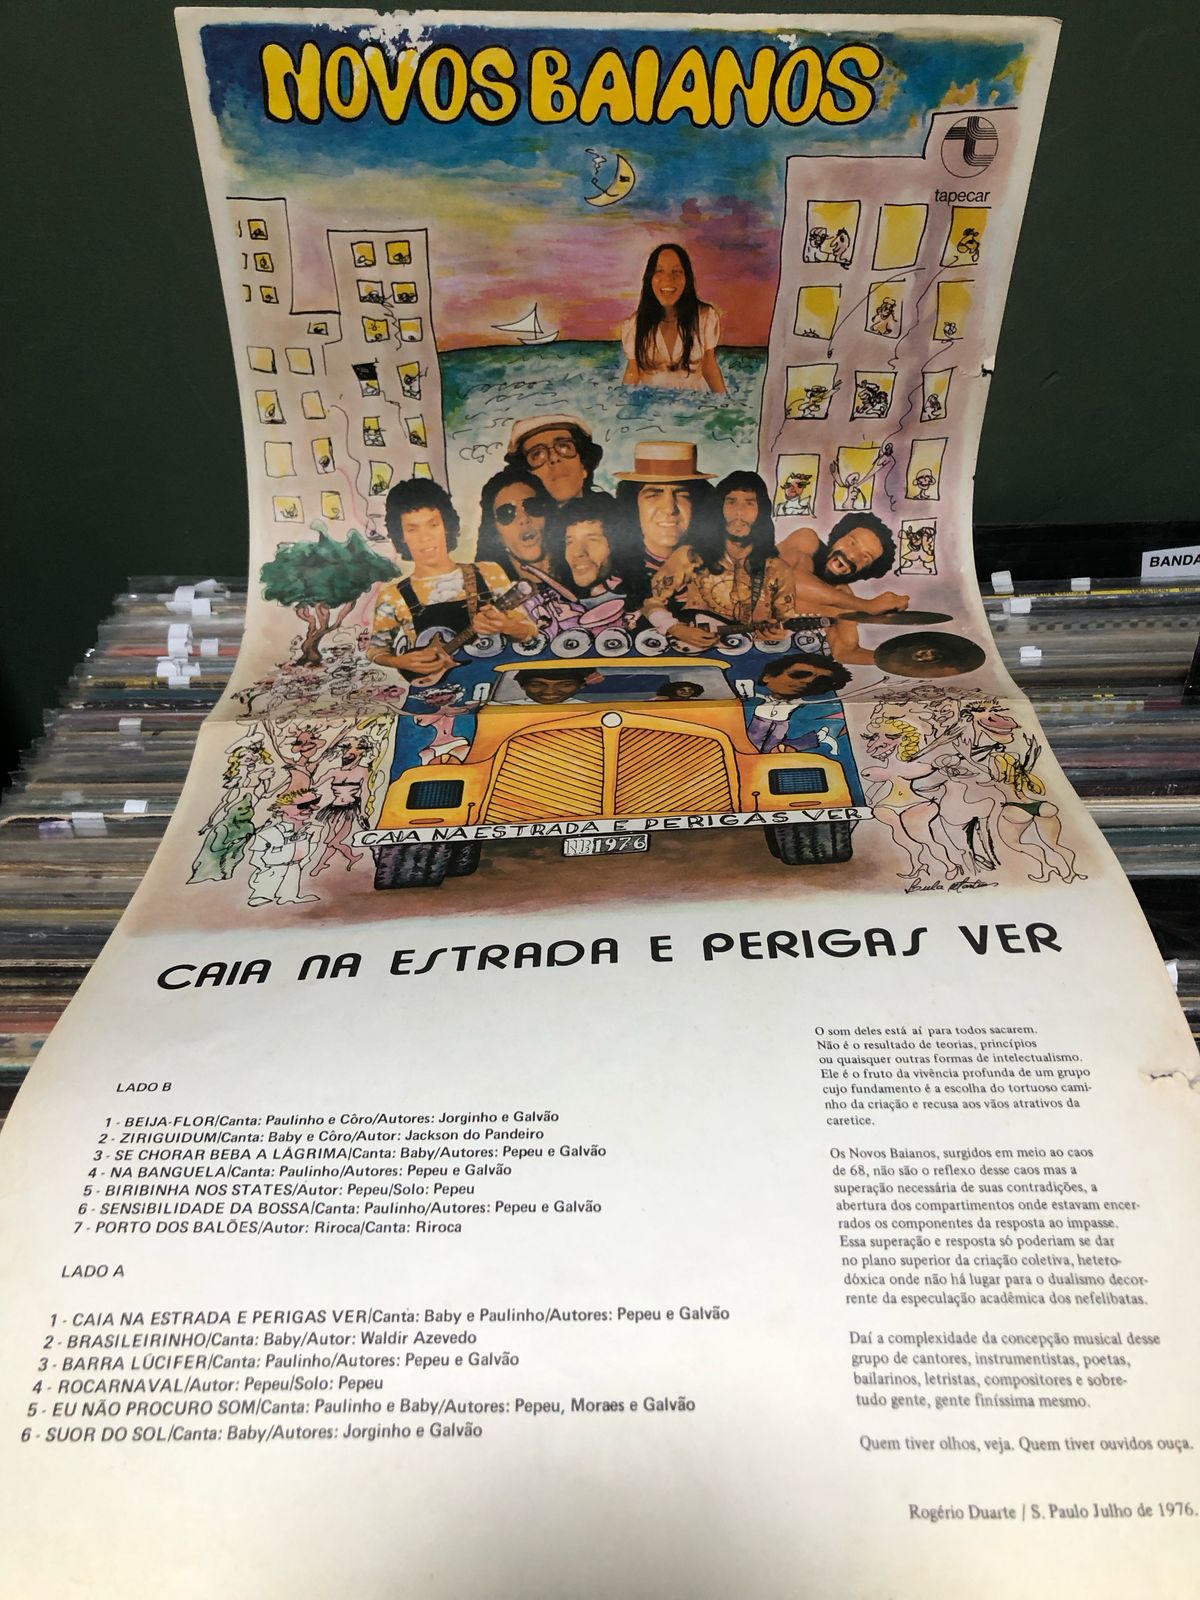 NOVOS BAIANOS
tapecar
BANDA
CAIA NA ESTRADA E PERIGAS VER
NB1976
CAIA NA ESTRADA E PERIGAS VER
LADO B
1 - BEIJA-FLOR/Canta: Paulinho e Côro/Autores: Jorginho e Galvão
2 - ZIRIGUIDUM/Canta: Baby e Côro/Autor: Jackson do Pandeiro
3 - SE CHORAR BEBA A LÁGRIMA/Canta: Baby/Autores: Pepeu e Galvão
4 - NA BANGUELA/Canta: Paulinho/Autores: Pepeu e Galvão
5 - BIRIBINHA NOS STATES/Autor: Pepeu/Solo: Pepeu
6 - SENSIBILIDADE DA BOSSA/Canta: Paulinho/Autores: Pepeu e Galvão
7 - PORTO DOS BALÕES/Autor: Riroca/Canta: Riroca
LADO A
1 - CAIA NA ESTRADA E PERIGAS VER/Canta: Baby e Paulinho/Autores: Pepeu e Galvão
2 - BRASILEIRINHO/Canta: Baby/Autor: Waldir Azevedo
3 - BARRA LÚCIFER/Canta: Paulinho/Autores: Pepeu e Galvão
4 - ROCARNAVAL/Autor: Pepeu/Solo: Pepeu
5 - EU NÃO PROCURO SOM/Canta: Paulinho e Baby/Autores: Pepeu, Moraes e Galvão
6 - SUOR DO SOL/Canta: Baby/Autores: Jorginho e Galvão
O som deles está aí para todos sacarem.
Não é o resultado de teorias, princípios
ou quaisquer outras formas de intelectualismo.
Ele é o fruto da vivência profunda de um grupo
cujo fundamento é a escolha do tortuoso cami-
nho da criação e recusa aos vãos atrativos da
caretice.
Os Novos Baianos, surgidos em meio ao caos
de 68, não são o reflexo desse caos mas a
superação necessária de suas contradições, a
abertura dos compartimentos onde estavam encer-
rados os componentes da resposta ao impasse.
Essa superação e resposta só poderiam se dar
no plano superior da criação coletiva, hetero-
dóxica onde não há lugar para o dualismo decor-
rente da especulação acadêmica dos nefelibatas.
Daí a complexidade da concepção musical desse
grupo de cantores, instrumentistas, poetas,
bailarinos, letristas, compositores e sobre-
tudo gente, gente finíssima mesmo.
Quem tiver olhos, veja. Quem tiver ouvidos ouça.
Rogério Duarte / S. Paulo Julho de 1976.